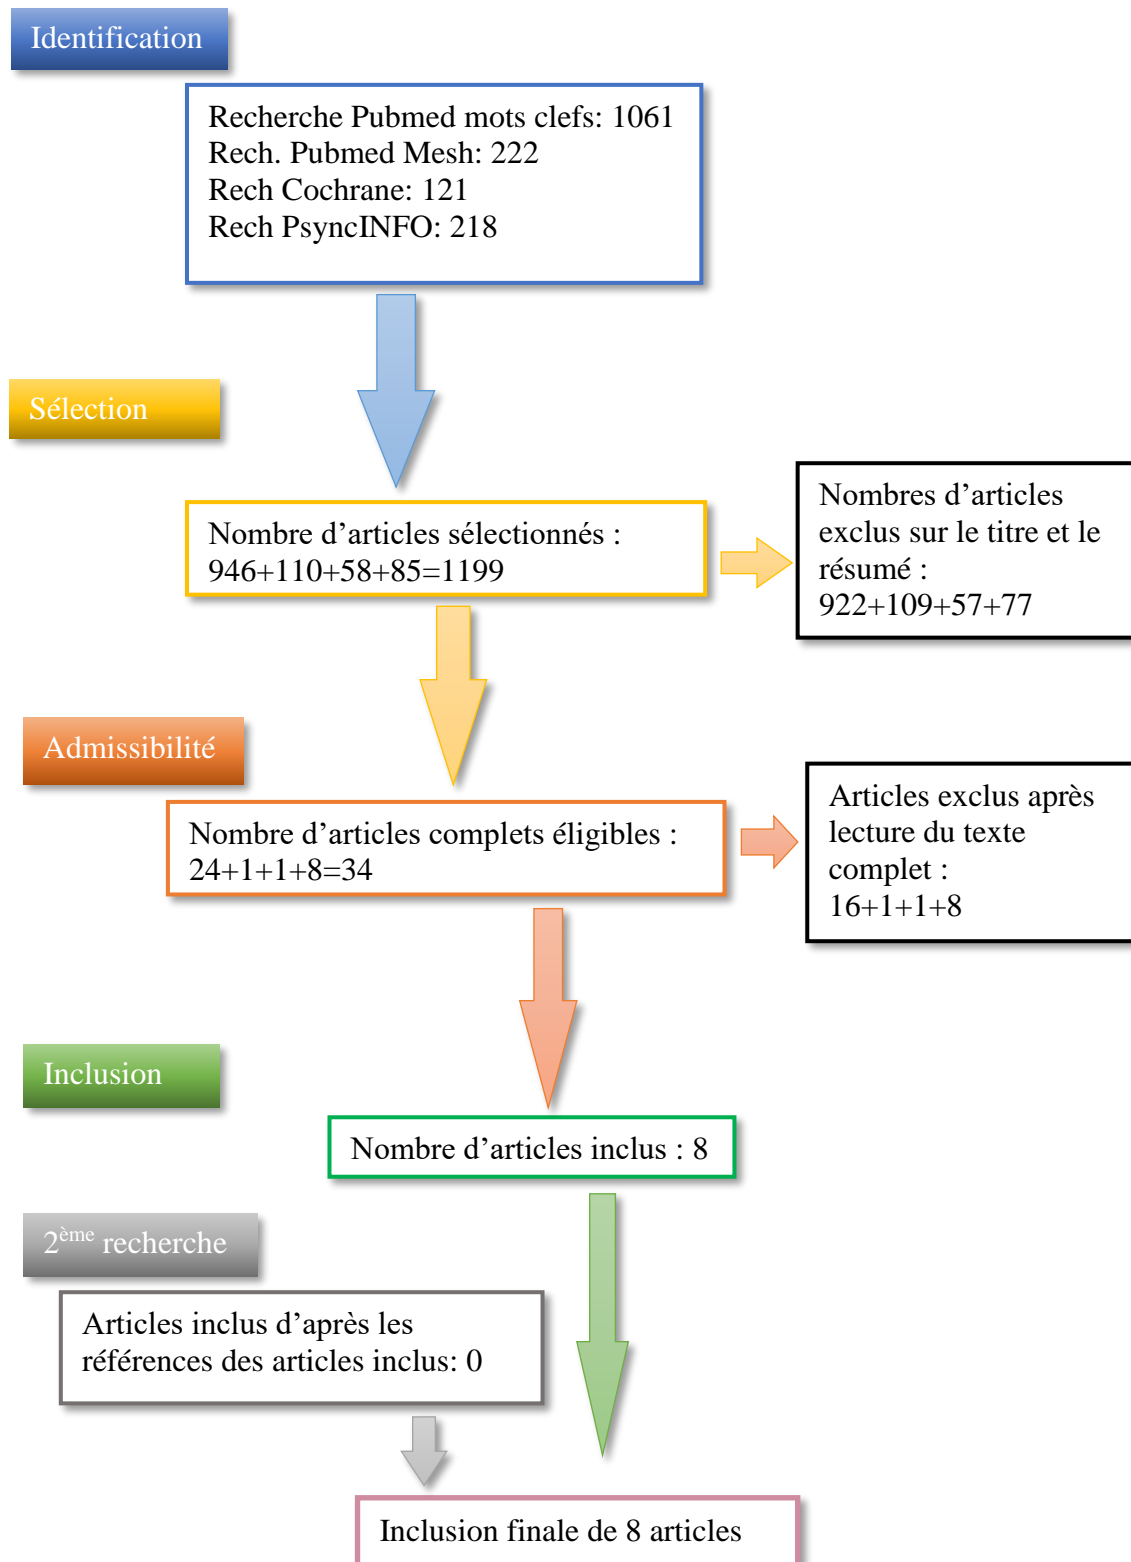 Identification
Recherche Pubmed mots clefs: 1061
Rech. Pubmed Mesh: 222
Rech Cochrane: 121
Rech PsyncINFO: 218
Sélection
Nombre d’articles sélectionnés :
946+110+58+85=1199
Nombres d’articles
exclus sur le titre et le
résumé :
922+109+57+77
Admissibilité
Nombre d’articles complets éligibles :
24+1+1+8=34
Articles exclus après
lecture du texte
complet :
16+1+1+8
Inclusion
Nombre d’articles inclus : 8
2ème recherche
Articles inclus d’après les
références des articles inclus: 0
Inclusion finale de 8 articles